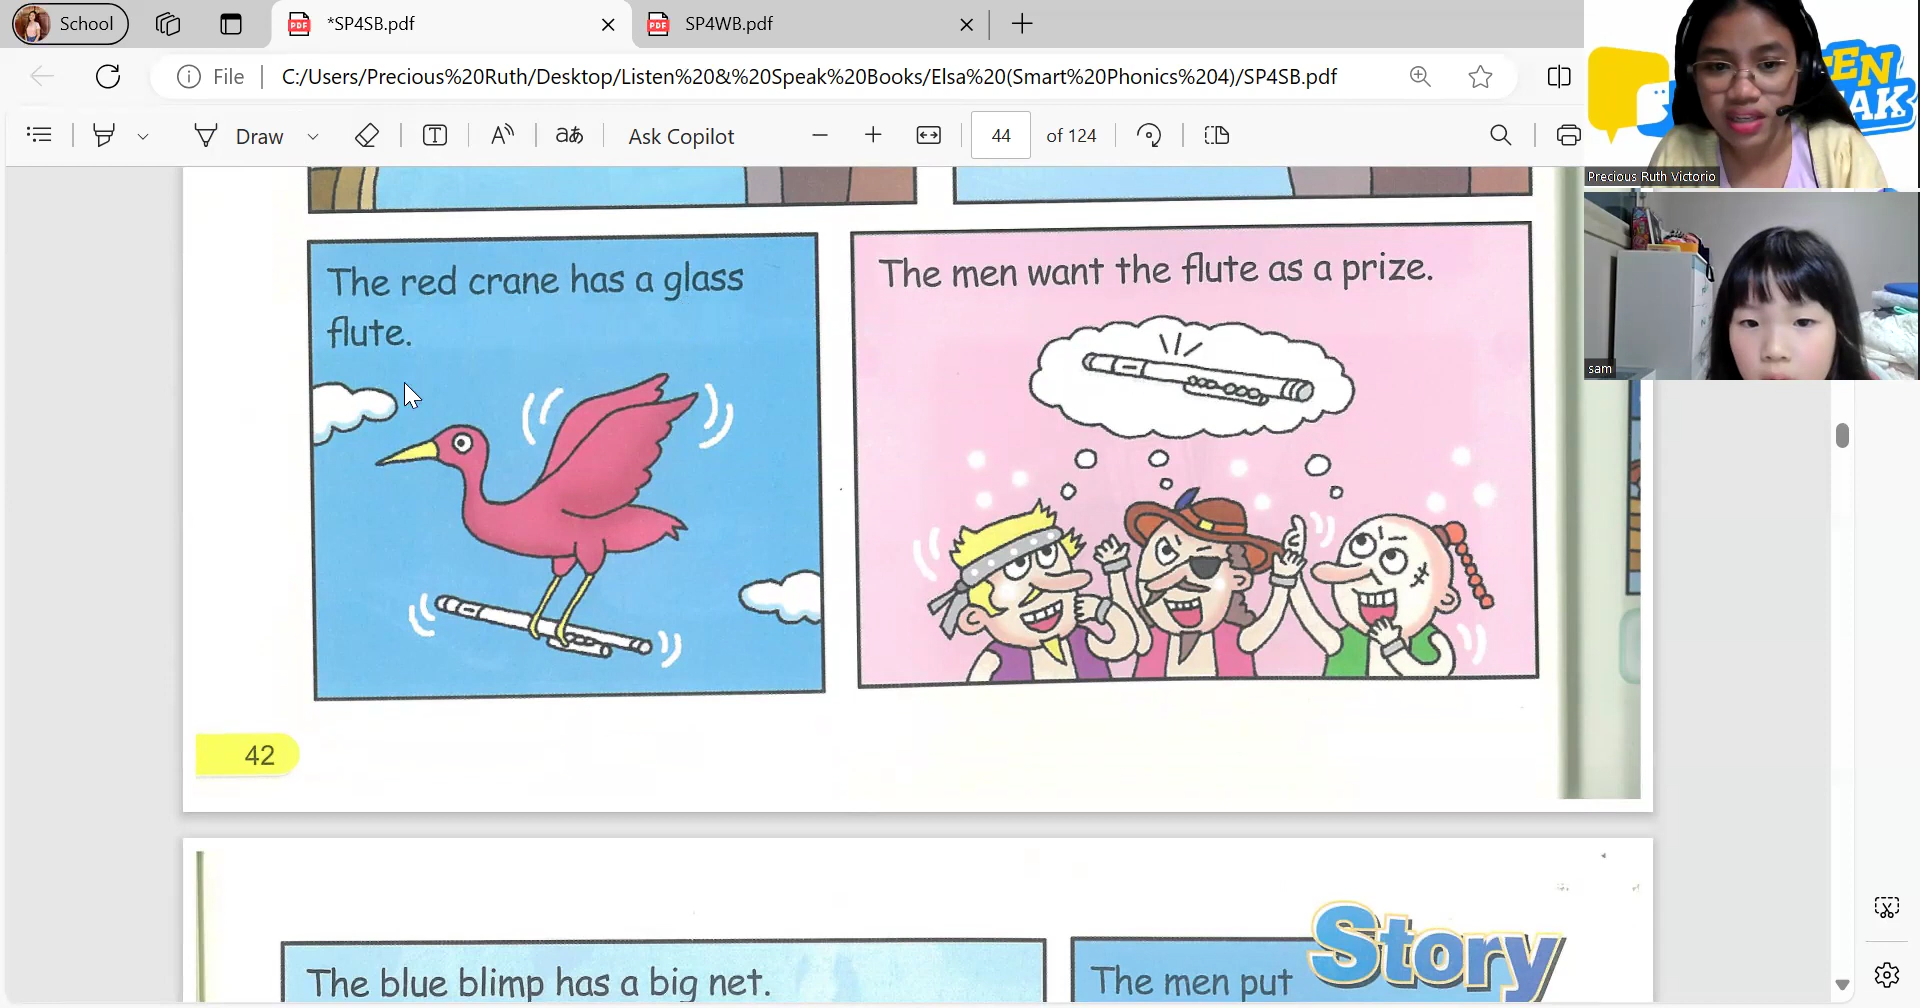 School
*SP4SB.pdf
SP4WB.pdf
File
C:/Users/Precious%20Ruth/Desktop/Listen%20&%20Speak%20Books/Elsa%20(Smart%20Phonics%204)/SP4SB.pdf
Draw
Ask Copilot
44 of 124
EN
AK
Precious Ruth Victorio
sam
The red crane has a glass
flute.
The men want the flute as a prize.
42
Story
The blue blimp has a big net.
The men put